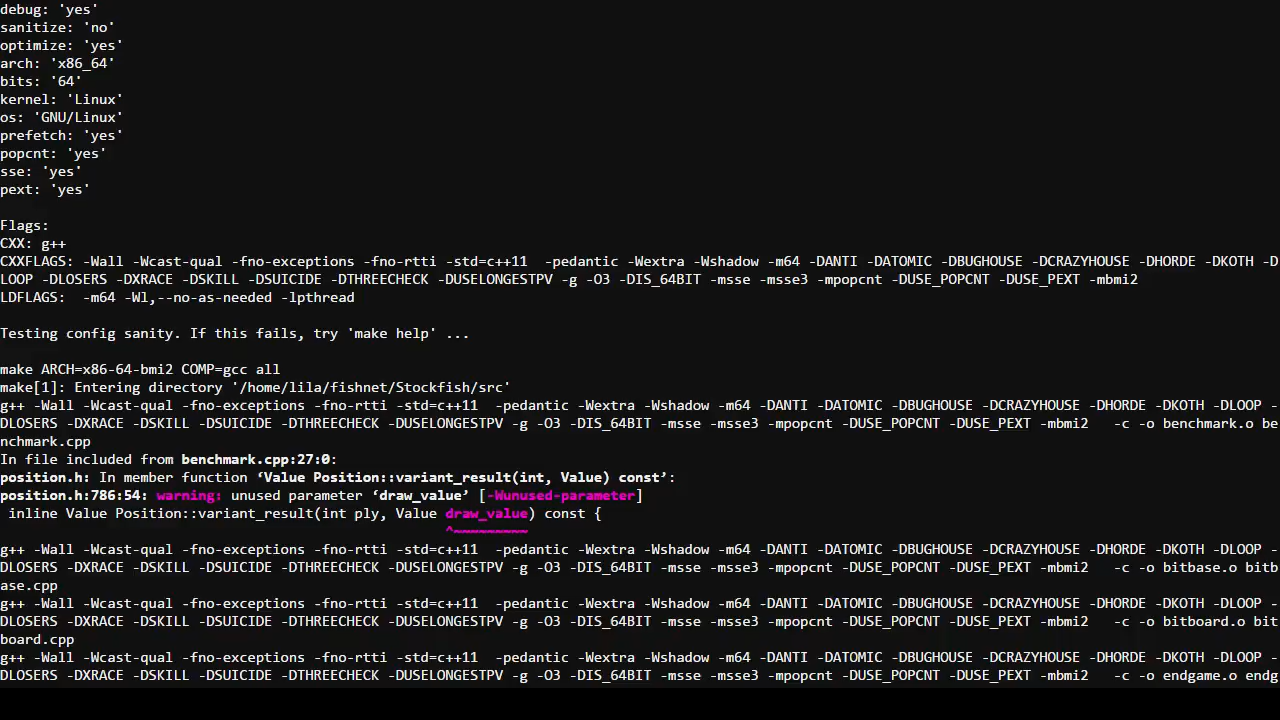 debug: 'yes'
sanitize: 'no'
optimize: 'yes'
arch: 'x86_64'
bits: '64'
kernel: 'Linux'
os: 'GNU/Linux'
prefetch: 'yes'
popcnt: 'yes'
sse: 'yes'
pext: 'yes'

Flags:
CXX: g++
CXXFLAGS: -Wall -Wcast-qual -fno-exceptions -fno-rtti -std=c++11  -pedantic -Wextra -Wshadow -m64 -DANTI -DATOMIC -DBUGHOUSE -DCRAZYHOUSE -DHORDE -DKOTH -D
LOOP -DLOSERS -DXRACE -DSKILL -DSUICIDE -DTHREECHECK -DUSELONGESTPV -g -O3 -DIS_64BIT -msse -msse3 -mpopcnt -DUSE_POPCNT -DUSE_PEXT -mbmi2
LDFLAGS:  -m64 -Wl,--no-as-needed -lpthread

Testing config sanity. If this fails, try 'make help' ...

make ARCH=x86-64-bmi2 COMP=gcc all
make[1]: Entering directory '/home/lila/fishnet/Stockfish/src'
g++ -Wall -Wcast-qual -fno-exceptions -fno-rtti -std=c++11  -pedantic -Wextra -Wshadow -m64 -DANTI -DATOMIC -DBUGHOUSE -DCRAZYHOUSE -DHORDE -DKOTH -DLOOP -
DLOSERS -DXRACE -DSKILL -DSUICIDE -DTHREECHECK -DUSELONGESTPV -g -O3 -DIS_64BIT -msse -msse3 -mpopcnt -DUSE_POPCNT -DUSE_PEXT -mbmi2   -c -o benchmark.o be
nchmark.cpp
In file included from benchmark.cpp:27:0:
position.h: In member function ‘Value Position::variant_result(int, Value) const’:
position.h:786:54: warning: unused parameter ‘draw_value’ [-Wunused-parameter]
 inline Value Position::variant_result(int ply, Value draw_value) const {
                                                      ^~~~~~~~~~
g++ -Wall -Wcast-qual -fno-exceptions -fno-rtti -std=c++11  -pedantic -Wextra -Wshadow -m64 -DANTI -DATOMIC -DBUGHOUSE -DCRAZYHOUSE -DHORDE -DKOTH -DLOOP -
DLOSERS -DXRACE -DSKILL -DSUICIDE -DTHREECHECK -DUSELONGESTPV -g -O3 -DIS_64BIT -msse -msse3 -mpopcnt -DUSE_POPCNT -DUSE_PEXT -mbmi2   -c -o bitbase.o bitb
ase.cpp
g++ -Wall -Wcast-qual -fno-exceptions -fno-rtti -std=c++11  -pedantic -Wextra -Wshadow -m64 -DANTI -DATOMIC -DBUGHOUSE -DCRAZYHOUSE -DHORDE -DKOTH -DLOOP -
DLOSERS -DXRACE -DSKILL -DSUICIDE -DTHREECHECK -DUSELONGESTPV -g -O3 -DIS_64BIT -msse -msse3 -mpopcnt -DUSE_POPCNT -DUSE_PEXT -mbmi2   -c -o bitboard.o bit
board.cpp
g++ -Wall -Wcast-qual -fno-exceptions -fno-rtti -std=c++11  -pedantic -Wextra -Wshadow -m64 -DANTI -DATOMIC -DBUGHOUSE -DCRAZYHOUSE -DHORDE -DKOTH -DLOOP -
DLOSERS -DXRACE -DSKILL -DSUICIDE -DTHREECHECK -DUSELONGESTPV -g -O3 -DIS_64BIT -msse -msse3 -mpopcnt -DUSE_POPCNT -DUSE_PEXT -mbmi2   -c -o endgame.o endg